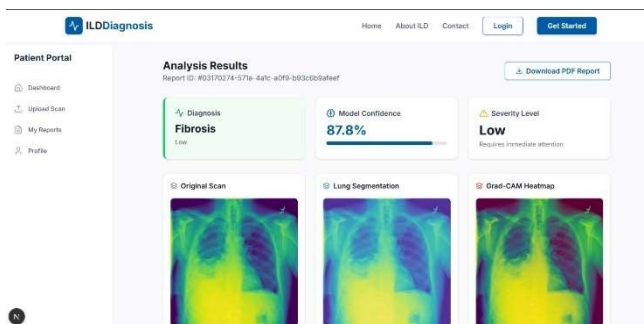 ILDDiagnosis
Home About ILD Contact Login Get Started
Patient Portal
Dashboard
Upload Scan
My Reports
Profile
Analysis Results
Report ID: #03170274-571e-4a1c-a0f9-b93c6b9afeef
Download PDF Report
Diagnosis
Fibrosis
Low
Model Confidence
87.8%
Severity Level
Low
Requires immediate attention
Original Scan
Lung Segmentation
Grad-CAM Heatmap
N